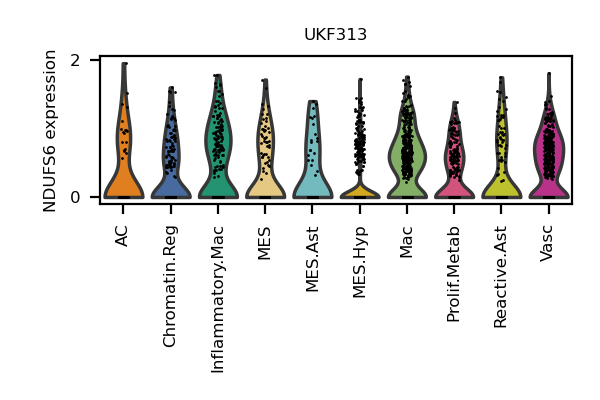 UKF313
NDUFS6 expression
2
0
AC
Chromatin.Reg
Inflammatory.Mac
MES
MES.Ast
MES.Hyp
Mac
Prolif.Metab
Reactive.Ast
Vasc